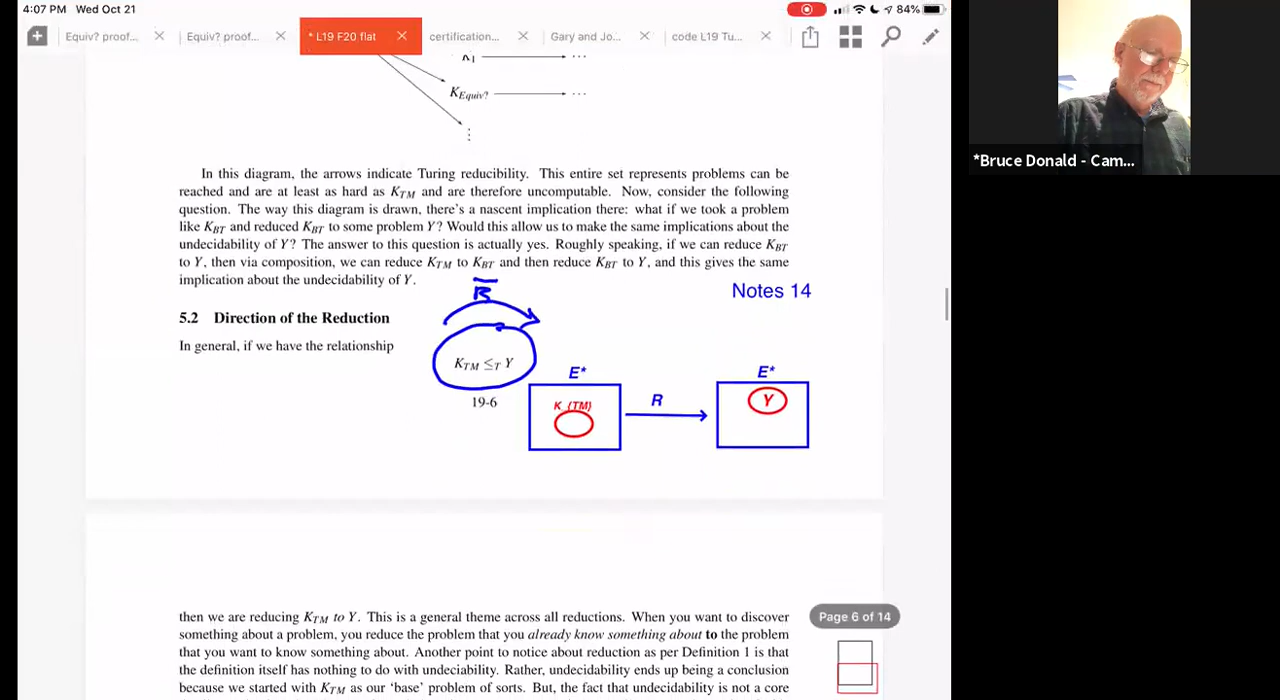 4:07 PM Wed Oct 21
84%
Equiv? proof...
Equiv? proof...
* L19 F20 flat
certification...
Gary and Jo...
code L19 Tu...
...
K_Equiv? ...
⋮
In this diagram, the arrows indicate Turing reducibility. This entire set represents problems can be
reached and are at least as hard as K_TM and are therefore uncomputable. Now, consider the following
question. The way this diagram is drawn, there's a nascent implication there: what if we took a problem
like K_BT and reduced K_BT to some problem Y? Would this allow us to make the same implications about the
undecidability of Y? The answer to this question is actually yes. Roughly speaking, if we can reduce K_BT
to Y, then via composition, we can reduce K_TM to K_BT and then reduce K_BT to Y, and this gives the same
implication about the undecidability of Y.
Notes 14
5.2 Direction of the Reduction
In general, if we have the relationship
K_TM ≤_T Y
E*
E*
K (TM)
R
Y
19-6
then we are reducing K_TM to Y. This is a general theme across all reductions. When you want to discover
something about a problem, you reduce the problem that you already know something about to the problem
that you want to know something about. Another point to notice about reduction as per Definition 1 is that
the definition itself has nothing to do with undeciability. Rather, undecidability ends up being a conclusion
because we started with K_TM as our 'base' problem of sorts. But, the fact that undecidability is not a core
Page 6 of 14
*Bruce Donald - Cam...